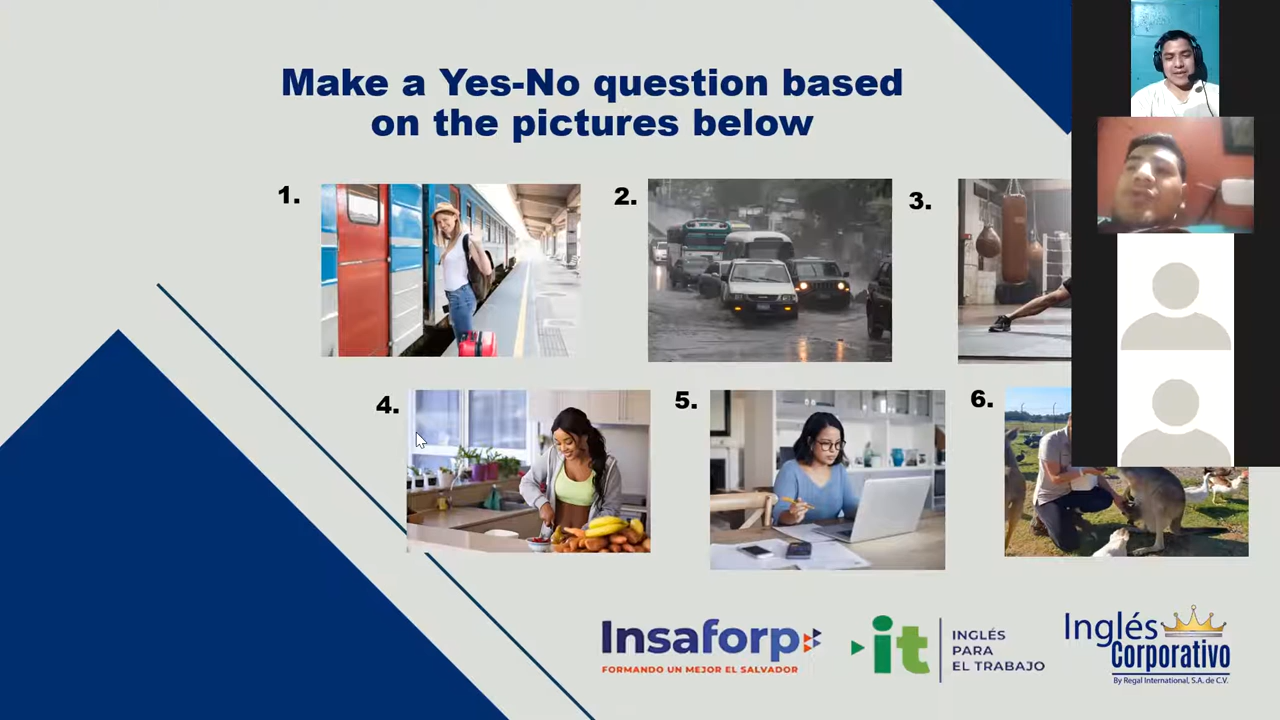 Make a Yes-No question based
on the pictures below
1.
2.
3.
4.
5.
6.
Insaforp
FORMANDO UN MEJOR EL SALVADOR
it
INGLÉS
PARA
EL TRABAJO
Inglés
Corporativo
By Regal International, S.A. de C.V.